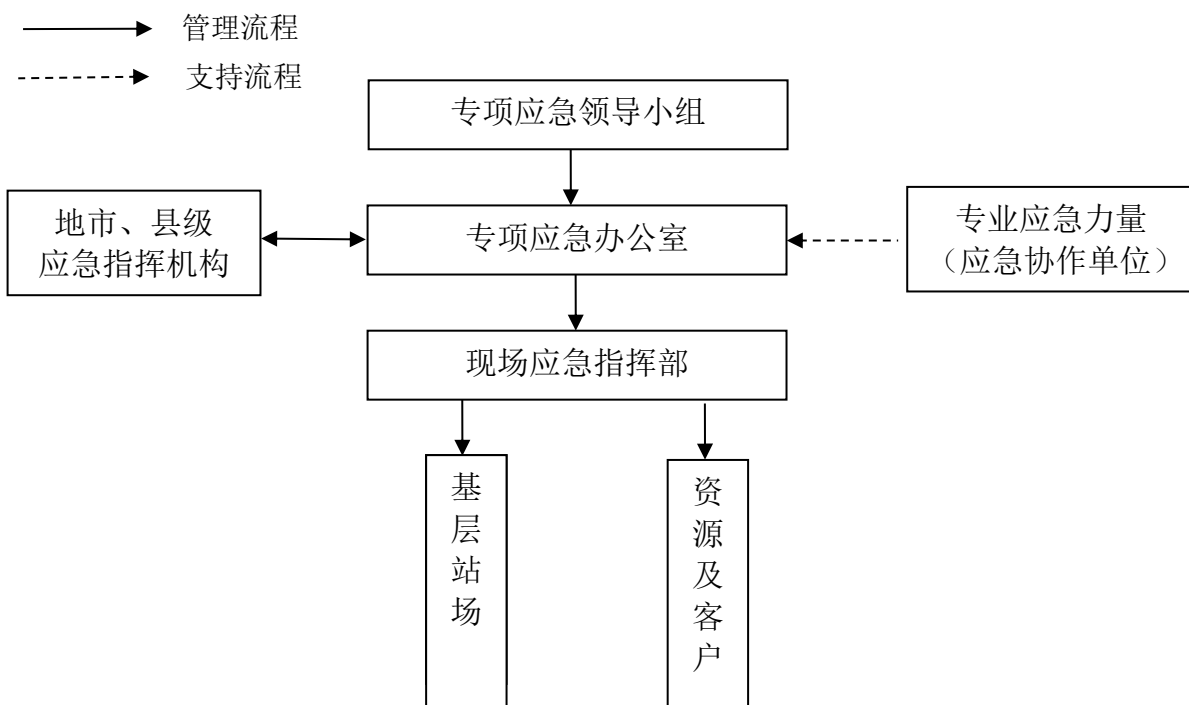 管理流程
支持流程
专项应急领导小组
地市、县级
应急指挥机构
专项应急办公室
专业应急力量
（应急协作单位）
现场应急指挥部
基层站场
资源及客户